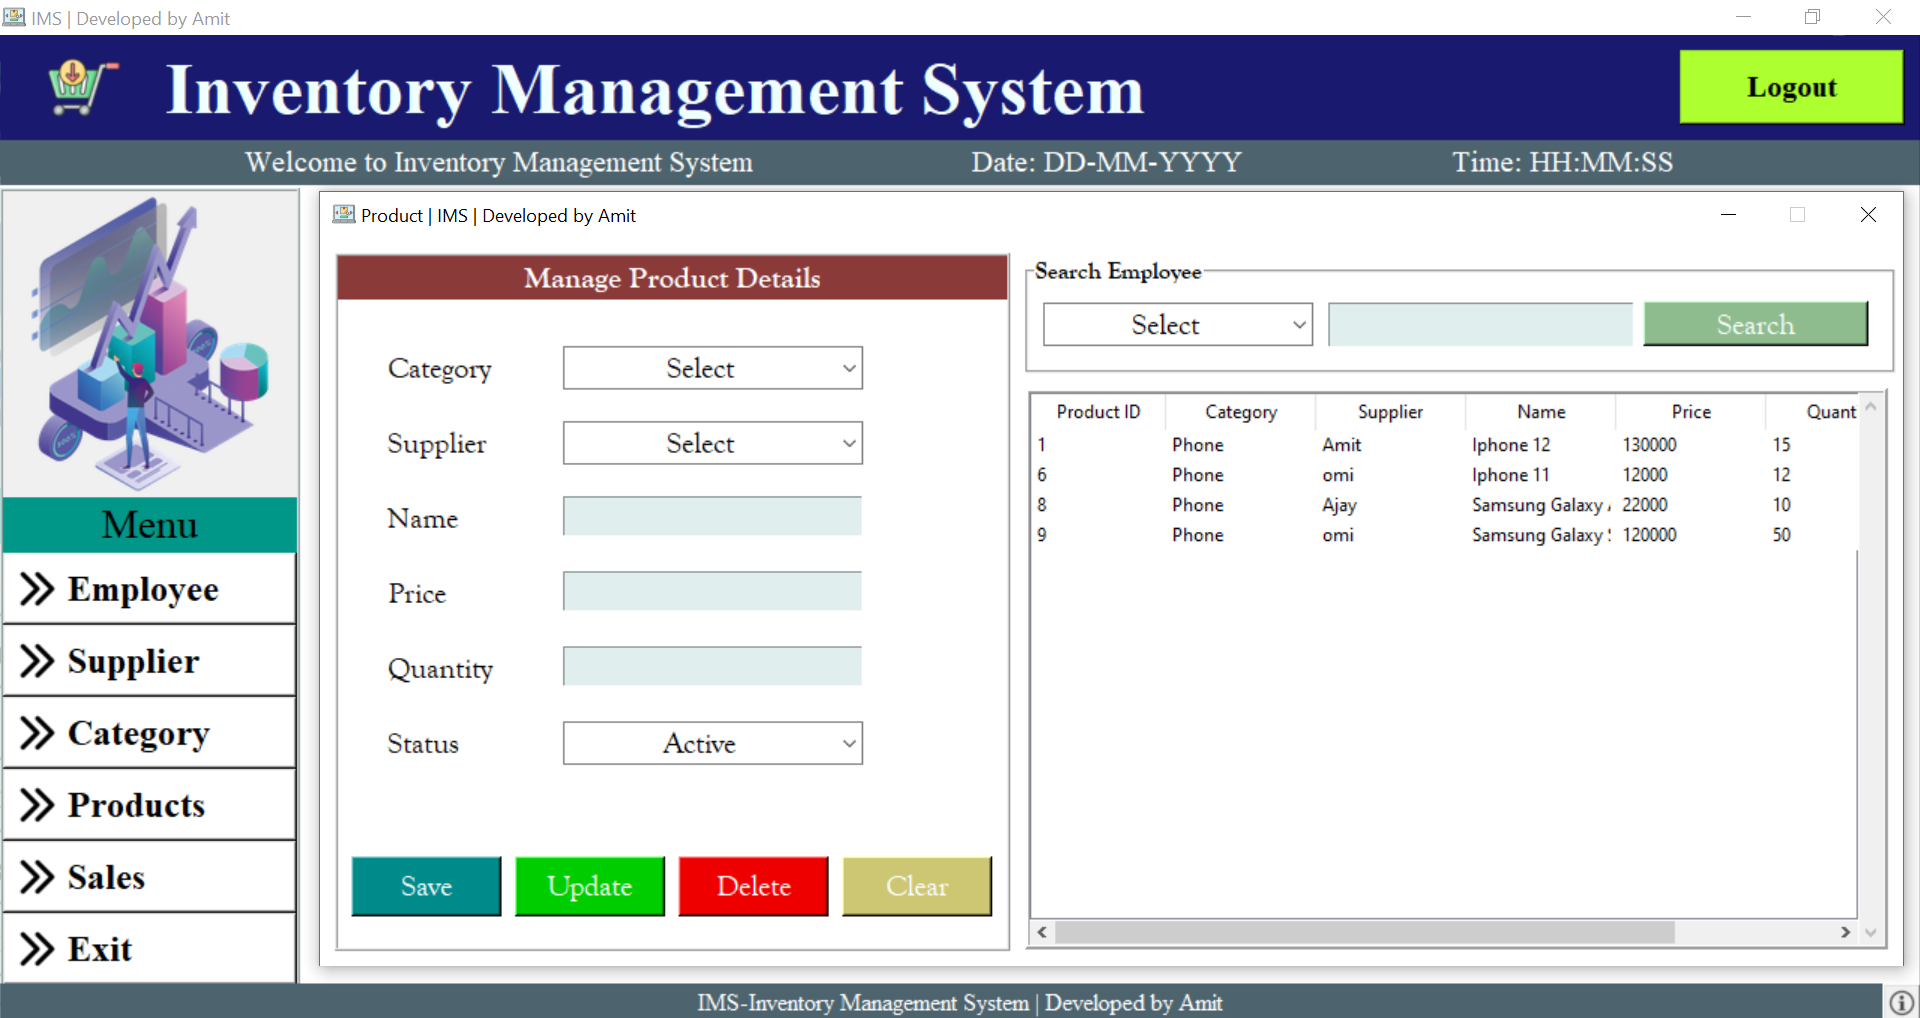 IMS | Developed by Amit
Inventory Management System
Logout
Welcome to Inventory Management System
Date: DD-MM-YYYY
Time: HH:MM:SS
Product | IMS | Developed by Amit
Manage Product Details
Category
Select
Supplier
Select
Name
Price
Quantity
Status
Active
Save
Update
Delete
Clear
Search Employee
Select
Search
Product ID Category Supplier Name Price Quant
1 Phone Amit Iphone 12 130000 15
6 Phone omi Iphone 11 12000 12
8 Phone Ajay Samsung Galaxy 22000 10
9 Phone omi Samsung Galaxy 120000 50
Menu
Employee
Supplier
Category
Products
Sales
Exit
IMS-Inventory Management System | Developed by Amit